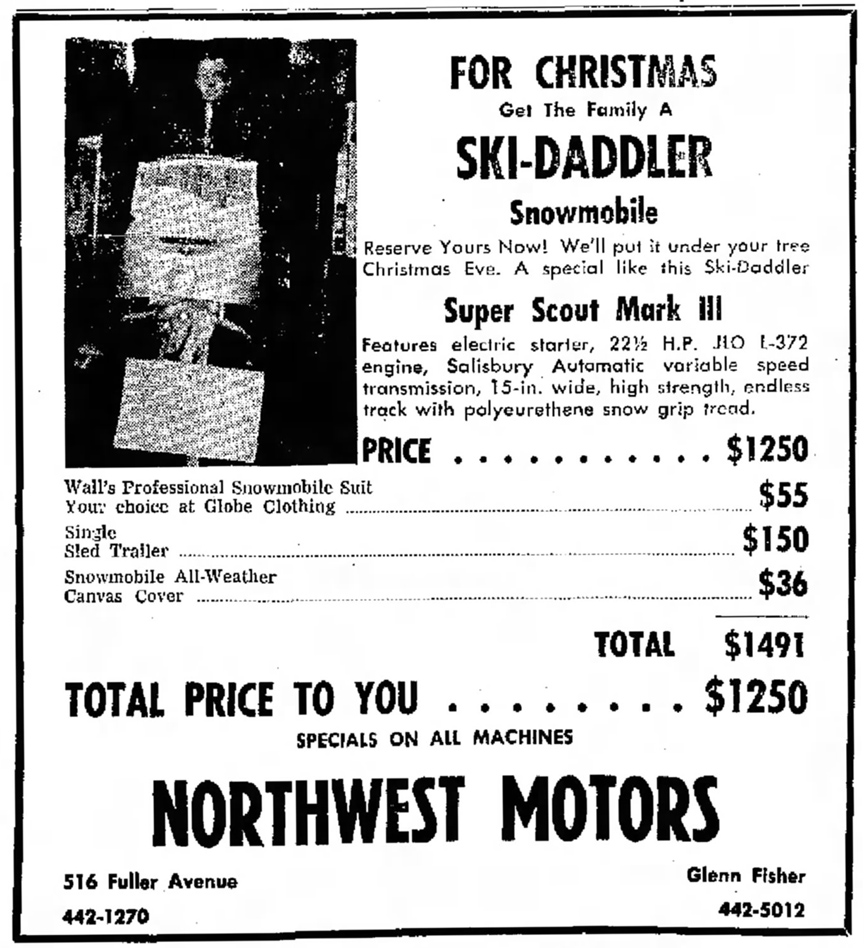 FOR CHRISTMAS
Get The Family A
SKI-DADDLER
Snowmobile
Reserve Yours Now! We'll put it under your tree
Christmas Eve. A special like this Ski-Daddler
Super Scout Mark III
Features electric starter, 22½ H.P. JLO L-372
engine, Salisbury Automatic variable speed
transmission, 15-in. wide, high strength, endless
track with polyeurethene snow grip tread.
PRICE . . . . . . . . . . . $1250
Wall's Professional Snowmobile Suit
Your choice at Globe Clothing ........ $55
Single
Sled Trailer ........ $150
Snowmobile All-Weather
Canvas Cover ........ $36
TOTAL $1491
TOTAL PRICE TO YOU . . . . . . . . $1250
SPECIALS ON ALL MACHINES
NORTHWEST MOTORS
516 Fuller Avenue
442-1270
Glenn Fisher
442-5012